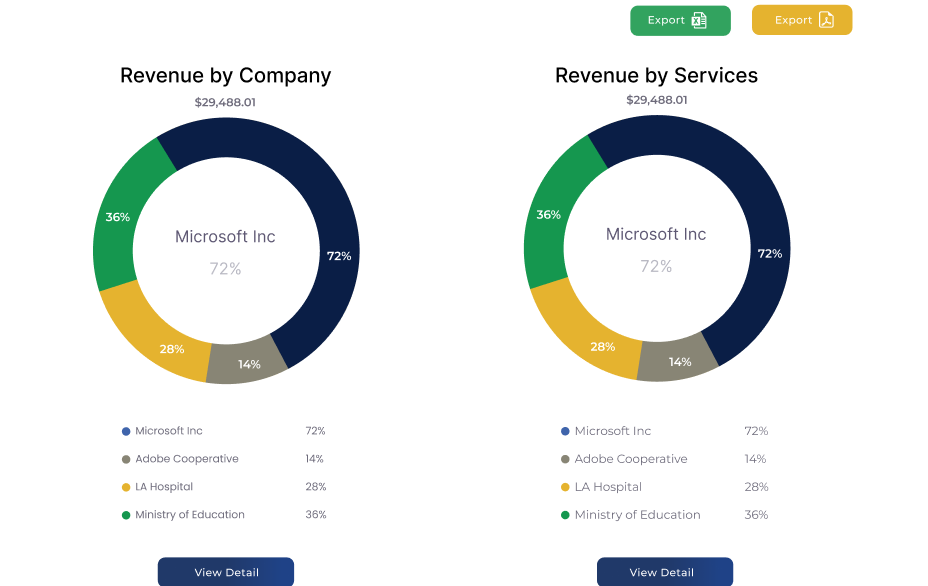 Export
Export
Revenue by Company
$29,488.01
36%
72%
28%
14%
Microsoft Inc
72%
Microsoft Inc 72%
Adobe Cooperative 14%
LA Hospital 28%
Ministry of Education 36%
View Detail
Revenue by Services
$29,488.01
36%
72%
28%
14%
Microsoft Inc
72%
Microsoft Inc 72%
Adobe Cooperative 14%
LA Hospital 28%
Ministry of Education 36%
View Detail